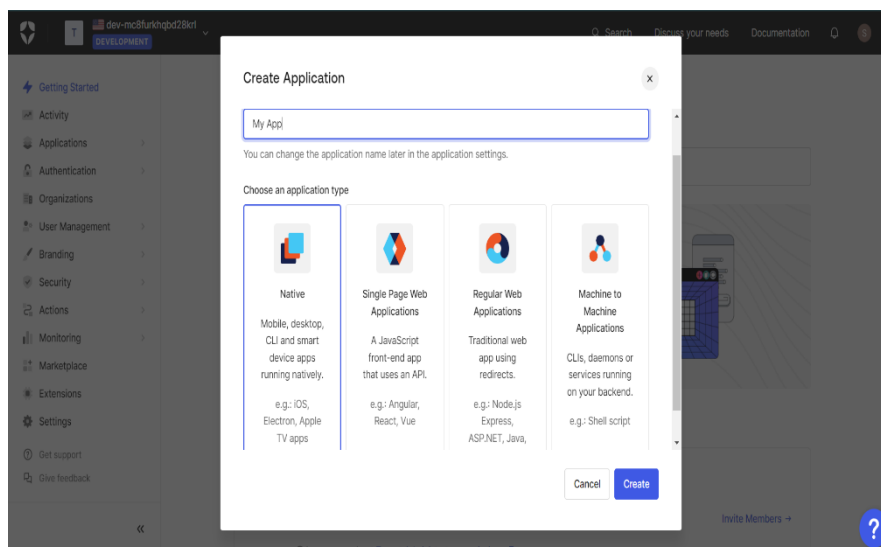 T
dev-mc8furkhqbd28krl
DEVELOPMENT
Search
Discuss your needs
Documentation
S
Getting Started
Activity
Applications
Authentication
Organizations
User Management
Branding
Security
Actions
Monitoring
Marketplace
Extensions
Settings
Get support
Give feedback
Create Application
x
My App
You can change the application name later in the application settings.
Choose an application type
Native
Mobile, desktop,
CLI and smart
device apps
running natively.
e.g.: iOS,
Electron, Apple
TV apps
Single Page Web
Applications
A JavaScript
front-end app
that uses an API.
e.g.: Angular,
React, Vue
Regular Web
Applications
Traditional web
app using
redirects.
e.g.: Node.js
Express,
ASP.NET, Java,
Machine to
Machine
Applications
CLIs, daemons or
services running
on your backend.
e.g.: Shell script
Cancel
Create
Invite Members →
?